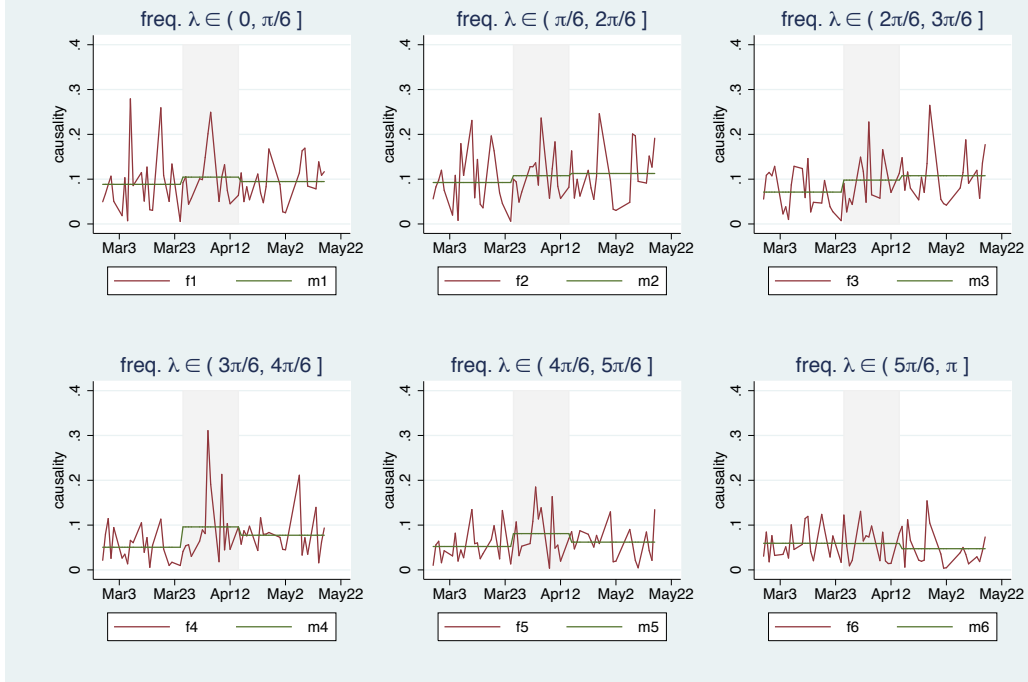 freq. λ ∈ ( 0, π/6 ]
freq. λ ∈ ( π/6, 2π/6 ]
freq. λ ∈ ( 2π/6, 3π/6 ]
causality
0 .1 .2 .3 .4
Mar3 Mar23 Apr12 May2 May22
f1 m1
causality
0 .1 .2 .3 .4
Mar3 Mar23 Apr12 May2 May22
f2 m2
causality
0 .1 .2 .3 .4
Mar3 Mar23 Apr12 May2 May22
f3 m3
freq. λ ∈ ( 3π/6, 4π/6 ]
freq. λ ∈ ( 4π/6, 5π/6 ]
freq. λ ∈ ( 5π/6, π ]
causality
0 .1 .2 .3 .4
Mar3 Mar23 Apr12 May2 May22
f4 m4
causality
0 .1 .2 .3 .4
Mar3 Mar23 Apr12 May2 May22
f5 m5
causality
0 .1 .2 .3 .4
Mar3 Mar23 Apr12 May2 May22
f6 m6